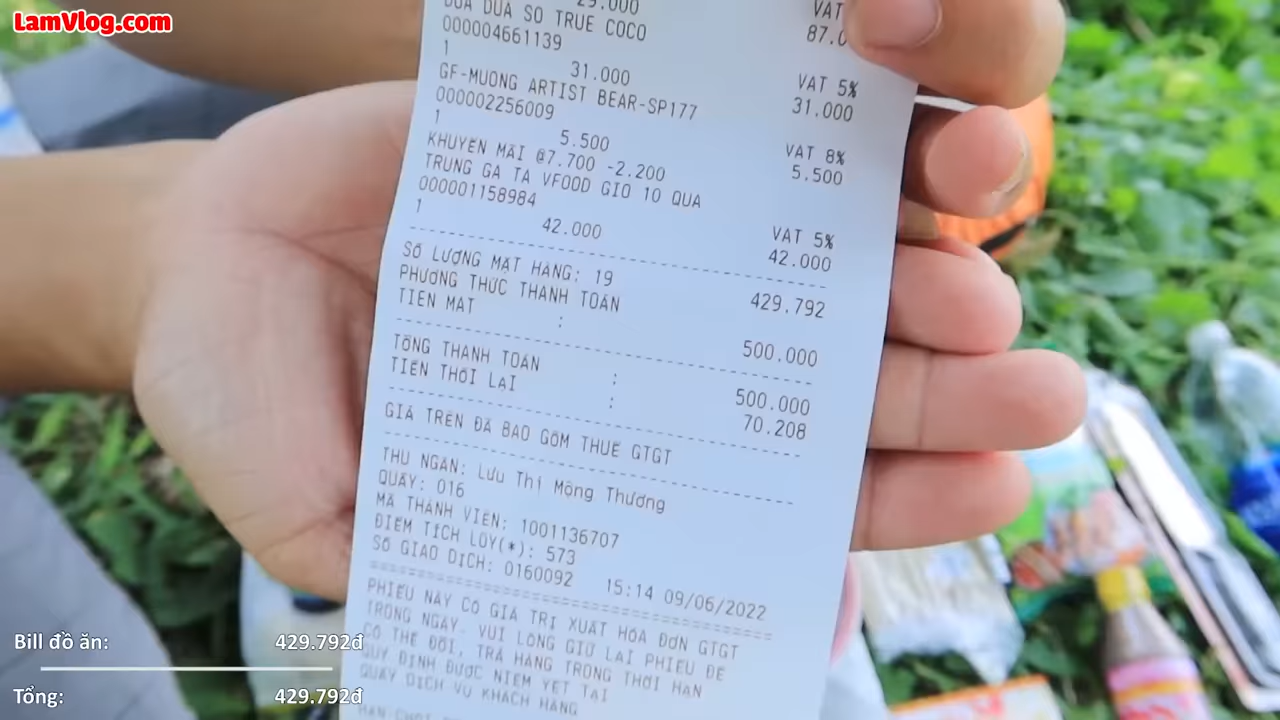 LamVlog.com
29.000
VAT
87.0
DUA DUA SO TRUE COCO
000004661139
1
31.000
VAT 5%
31.000
GF-MUONG ARTIST BEAR-SP177
000002256009
1
5.500
VAT 8%
5.500
KHUYEN MÃI @7.700 -2.200
TRUNG GA TA VFOOD GIO 10 QUA
000001158984
1
42.000
VAT 5%
42.000
SỐ LƯỢNG MẶT HÀNG: 19
429.792
PHƯƠNG THỨC THANH TOÁN
TIỀN MẶT :
500.000
TỔNG THANH TOÁN :
500.000
TIỀN THỐI LẠI :
70.208
GIÁ TRÊN ĐÃ BAO GỒM THUẾ GTGT
THU NGÂN: Lưu Thị Mộng Thương
QUẦY: 016
MÃ THÀNH VIÊN: 1001136707
ĐIỂM TÍCH LŨY(*): 573
SỐ GIAO DỊCH: 0160092 15:14 09/06/2022
PHIẾU NÀY CÓ GIÁ TRỊ XUẤT HÓA ĐƠN GTGT
TRONG NGÀY. VUI LÒNG GIỮ LẠI PHIẾU ĐỂ
CÓ THỂ ĐỔI, TRẢ HÀNG TRONG THỜI HẠN
QUY ĐỊNH ĐƯỢC NIÊM YẾT TẠI
QUẦY DỊCH VỤ KHÁCH HÀNG
Bill đồ ăn: 429.792đ
Tổng: 429.792đ